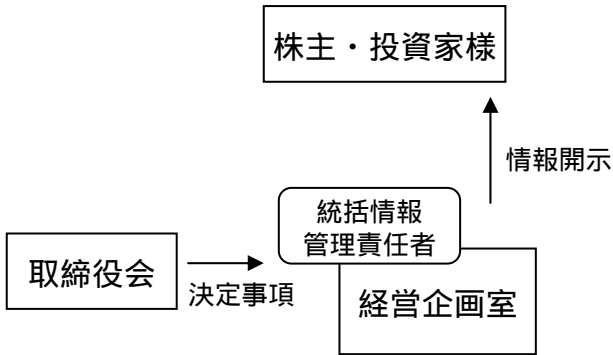 株主・投資家様
情報開示
統括情報
管理責任者
取締役会
決定事項
経営企画室